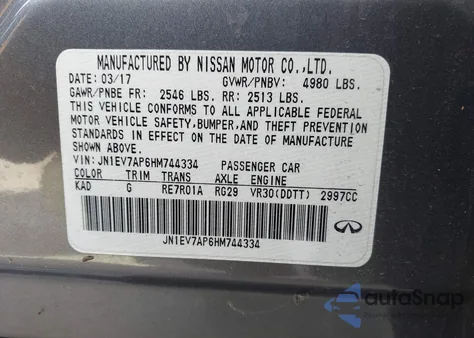 MANUFACTURED BY NISSAN MOTOR CO.,LTD.
DATE: 03/17 GVWR/PNBV: 4980 LBS.
GAWR/PNBE FR: 2546 LBS. RR: 2513 LBS.
THIS VEHICLE CONFORMS TO ALL APPLICABLE FEDERAL
MOTOR VEHICLE SAFETY,BUMPER,AND THEFT PREVENTION
STANDARDS IN EFFECT ON THE DATE OF MANUFACTURE
SHOWN ABOVE.
VIN: JN1EV7AP6HM744334 PASSENGER CAR
COLOR TRIM TRANS AXLE ENGINE
KAD G RE7R01A RG29 VR30(DDTT) 2997CC
JN1EV7AP6HM744334
autoSnap